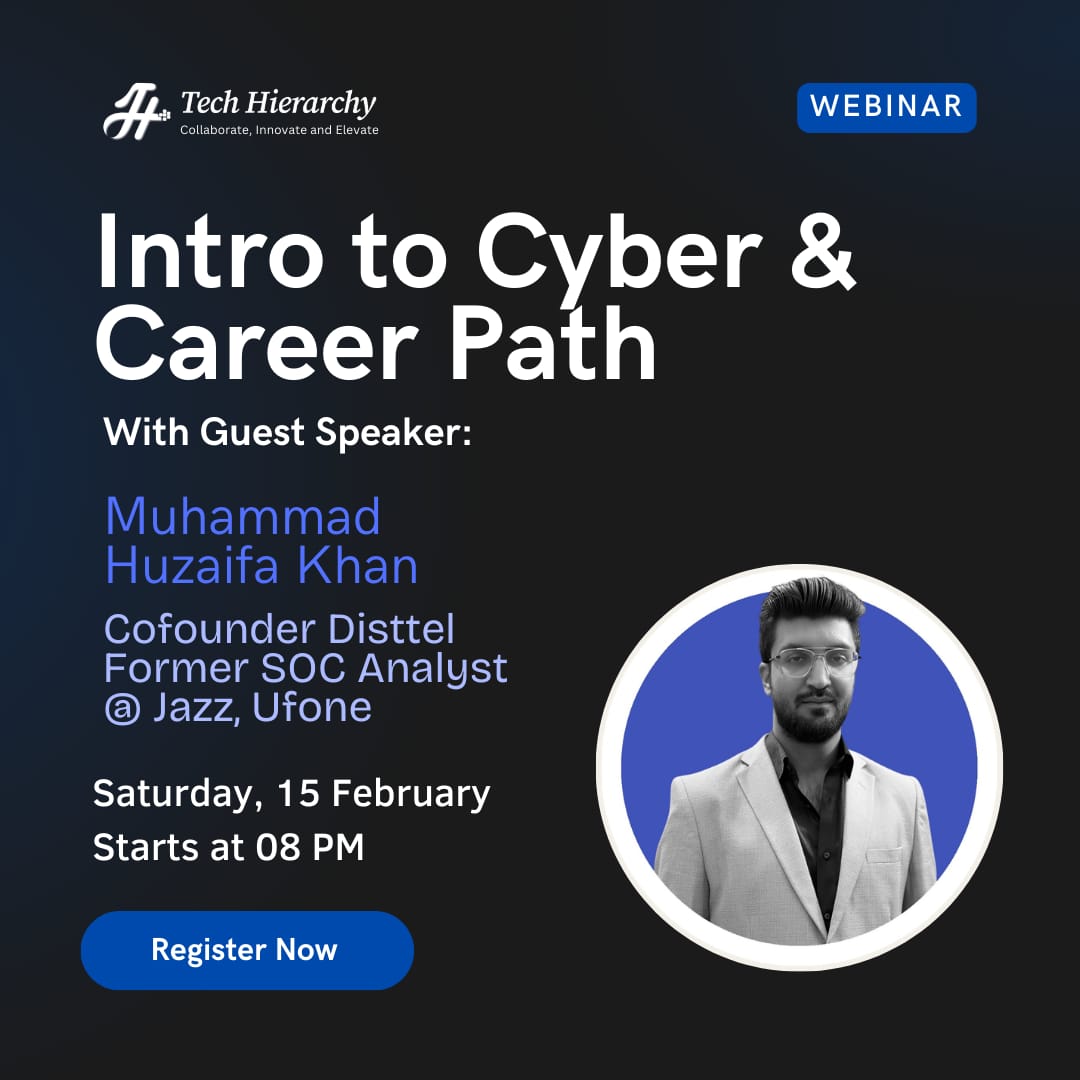 Tech Hierarchy
Collaborate, Innovate and Elevate
WEBINAR
Intro to Cyber &
Career Path
With Guest Speaker:
Muhammad
Huzaifa Khan
Cofounder Disttel
Former SOC Analyst
@ Jazz, Ufone
Saturday, 15 February
Starts at 08 PM
Register Now